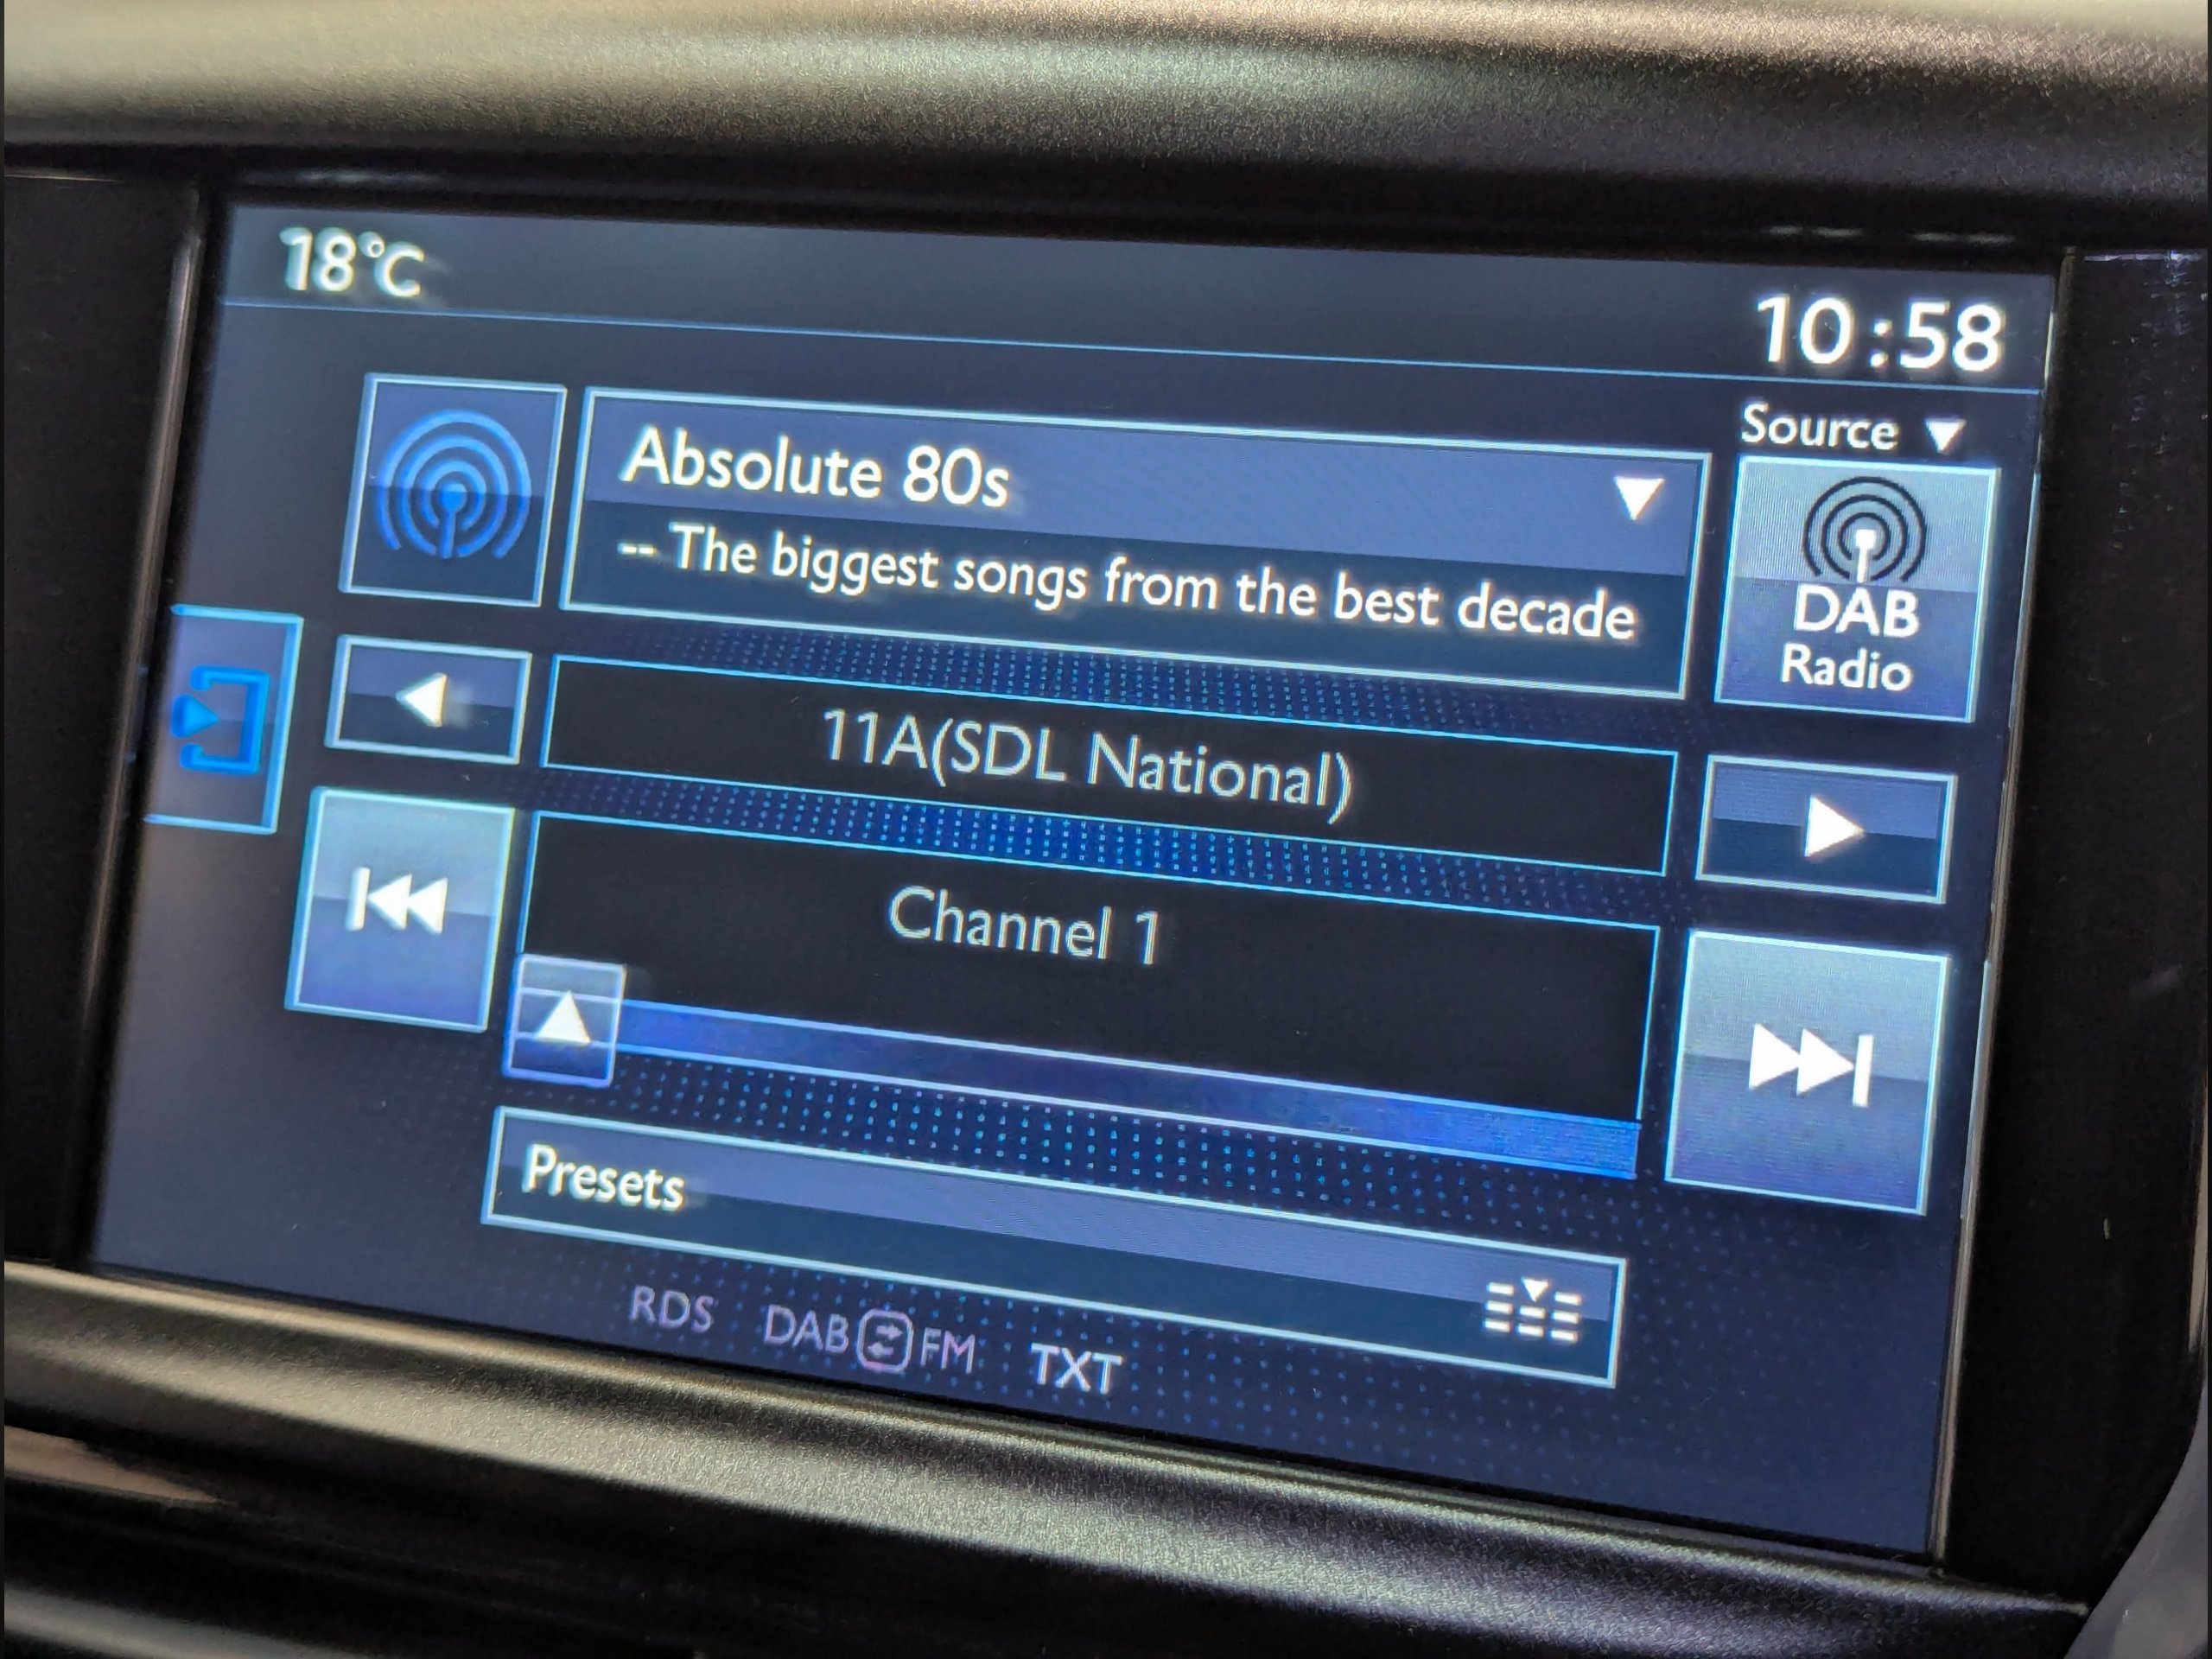 18°C
10:58
Source
Absolute 80s
-- The biggest songs from the best decade
DAB
Radio
11A(SDL National)
Channel 1
Presets
RDS DAB FM TXT